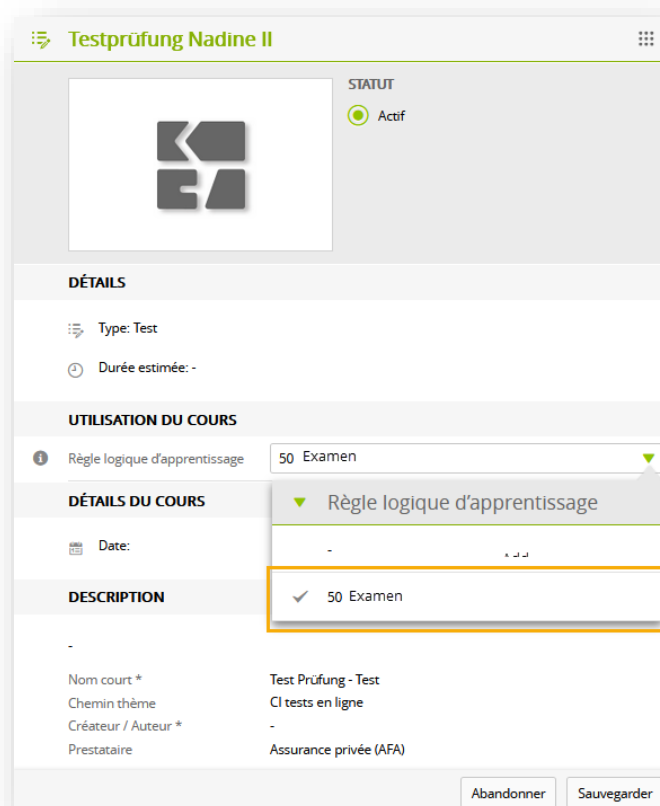 Testprüfung Nadine II
STATUT
Actif
DÉTAILS
Type: Test
Durée estimée: -
UTILISATION DU COURS
Règle logique d'apprentissage 50 Examen
DÉTAILS DU COURS
Règle logique d'apprentissage
Date:
-
DESCRIPTION
50 Examen
-
Nom court * Test Prüfung - Test
Chemin thème CI tests en ligne
Créateur / Auteur * -
Prestataire Assurance privée (AFA)
Abandonner Sauvegarder